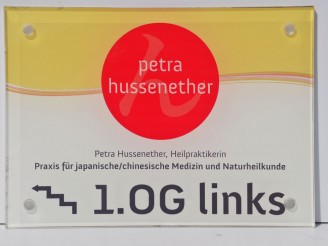 petra
hussenether
Petra Hussenether, Heilpraktikerin
Praxis für japanische/chinesische Medizin und Naturheilkunde
1.OG links